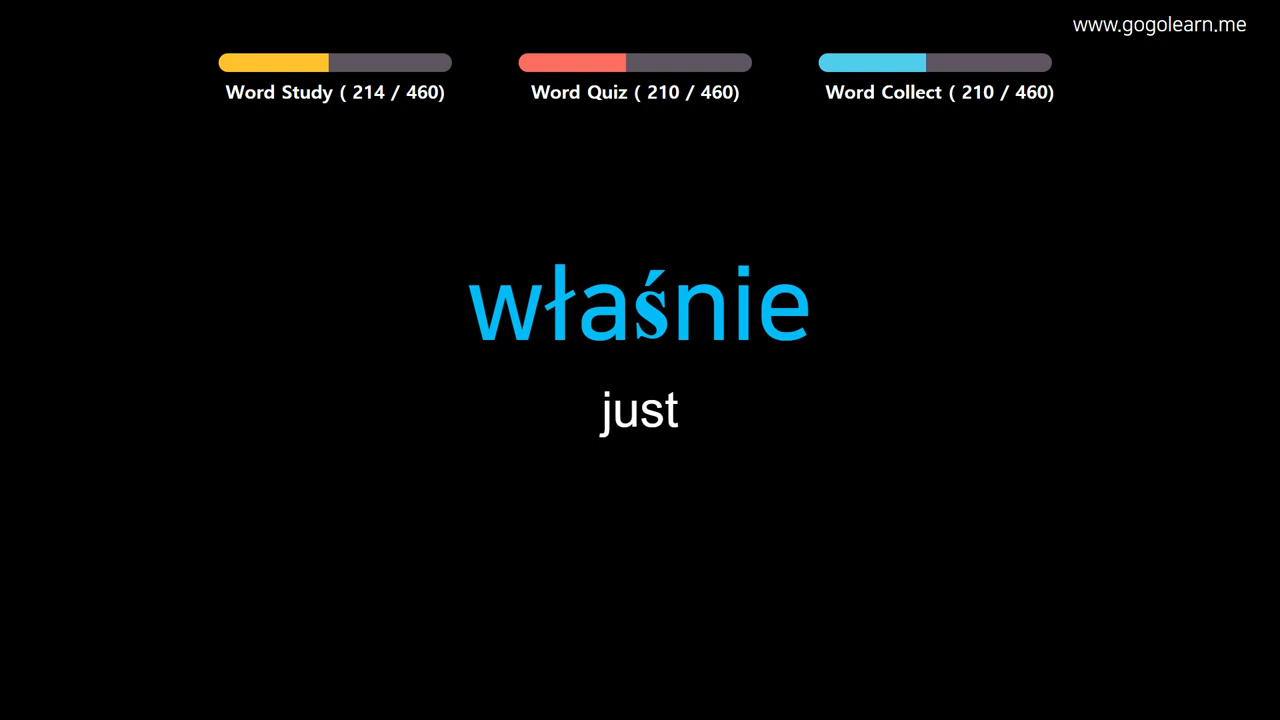 www.gogolearn.me
Word Study ( 214 / 460)
Word Quiz ( 210 / 460)
Word Collect ( 210 / 460)
właśnie
just